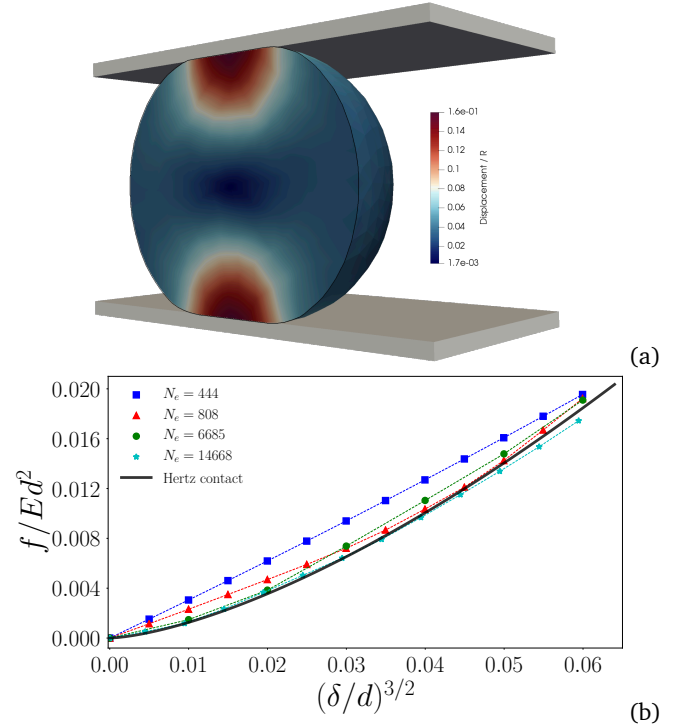 1.6e-01
0.14
0.12
0.10
0.08
0.06
0.04
0.02
1.7e-03
Displacement / R
(a)
0.020
0.016
0.012
0.008
0.004
0.000
f/Ed²
N_e = 444
N_e = 808
N_e = 6685
N_e = 14668
Hertz contact
0.00 0.01 0.02 0.03 0.04 0.05 0.06
(δ/d)^{3/2}
(b)